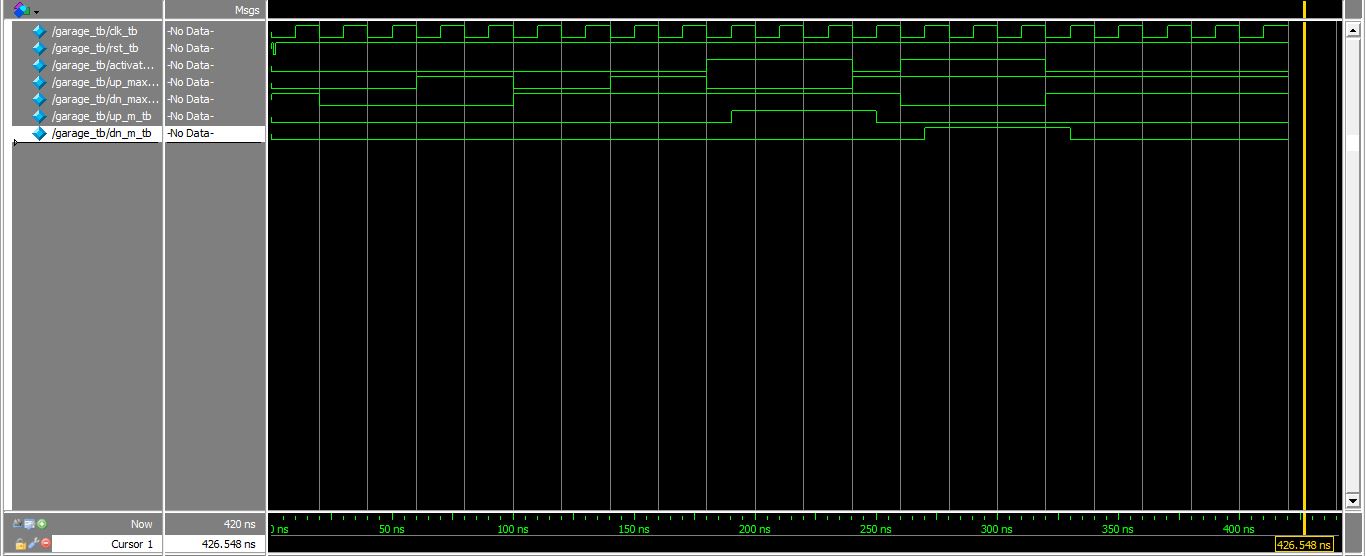 Msgs
/garage_tb/clk_tb -No Data-
/garage_tb/rst_tb -No Data-
/garage_tb/activat... -No Data-
/garage_tb/up_max... -No Data-
/garage_tb/dn_max... -No Data-
/garage_tb/up_m_tb -No Data-
/garage_tb/dn_m_tb -No Data-
Now 420 ns 0 ns 50 ns 100 ns 150 ns 200 ns 250 ns 300 ns 350 ns 400 ns
Cursor 1 426.548 ns 426.548 ns